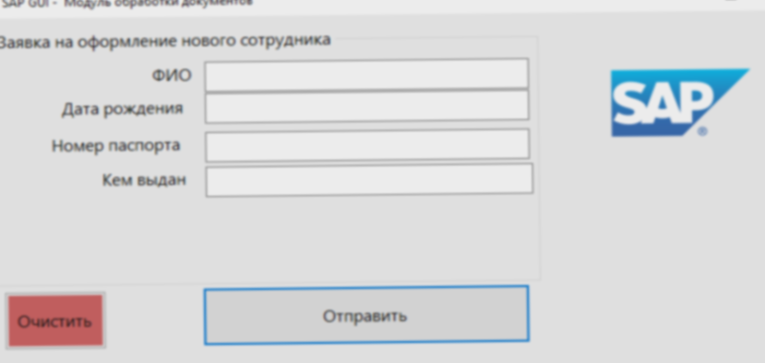 SAP GUI - Модуль обработки документов
Заявка на оформление нового сотрудника
ФИО
Дата рождения
Номер паспорта
Кем выдан
SAP®
Очистить
Отправить